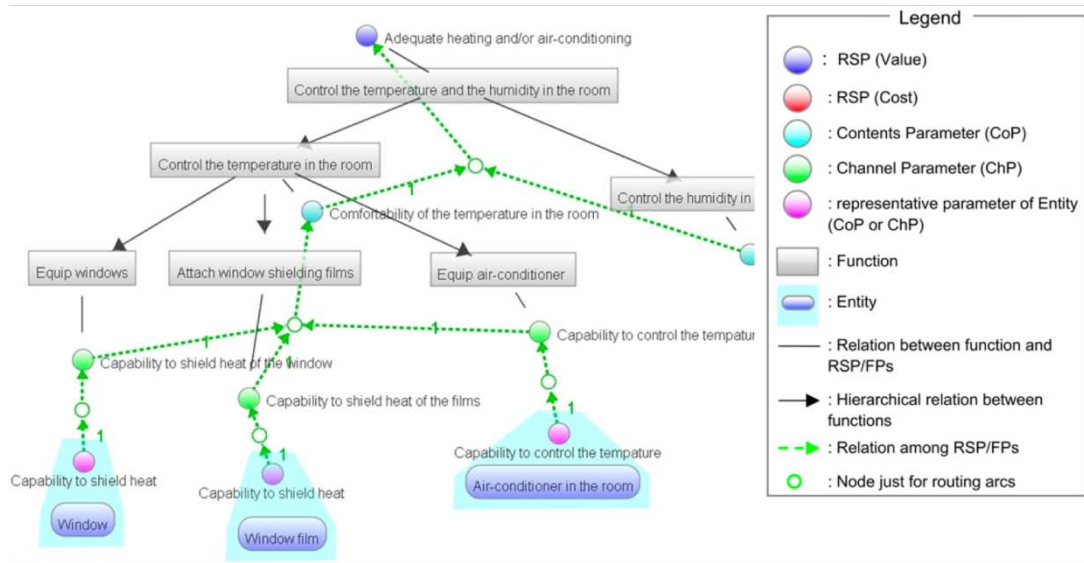 Adequate heating and/or air-conditioning
Control the temperature and the humidity in the room
Control the temperature in the room
Control the humidity in
1
1
Comfortability of the temperature in the room
Equip windows
Attach window shielding films
Equip air-conditioner
1
1
Capability to control the tempatur
Capability to shield heat of the window
1
Capability to shield heat of the films
1
1
1
Capability to shield heat
Capability to shield heat
Capability to control the tempature
Window
Window film
Air-conditioner in the room
Legend
: RSP (Value)
: RSP (Cost)
: Contents Parameter (CoP)
: Channel Parameter (ChP)
: representative parameter of Entity
(CoP or ChP)
: Function
: Entity
: Relation between function and
RSP/FPs
: Hierarchical relation between
functions
: Relation among RSP/FPs
: Node just for routing arcs